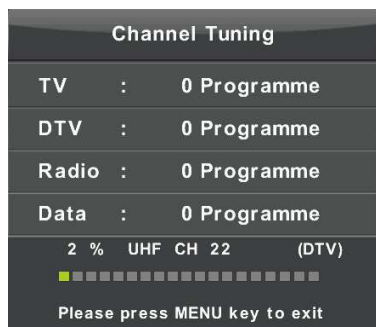 Channel Tuning
TV : 0 Programme
DTV : 0 Programme
Radio : 0 Programme
Data : 0 Programme
2 % UHF CH 22 (DTV)
Please press MENU key to exit